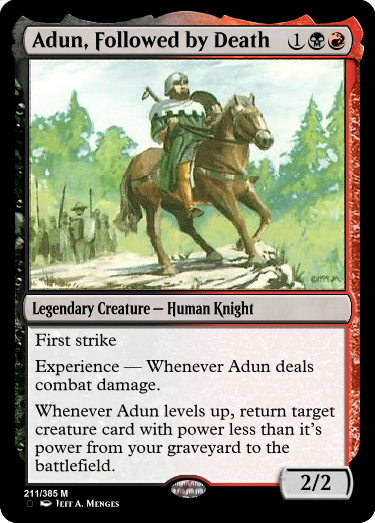 Adun, Followed by Death 1
Legendary Creature — Human Knight
First strike
Experience — Whenever Adun deals
combat damage.
Whenever Adun levels up, return target
creature card with power less than it's
power from your graveyard to the
battlefield.
2/2
211/385 M
Jeff A. Menges